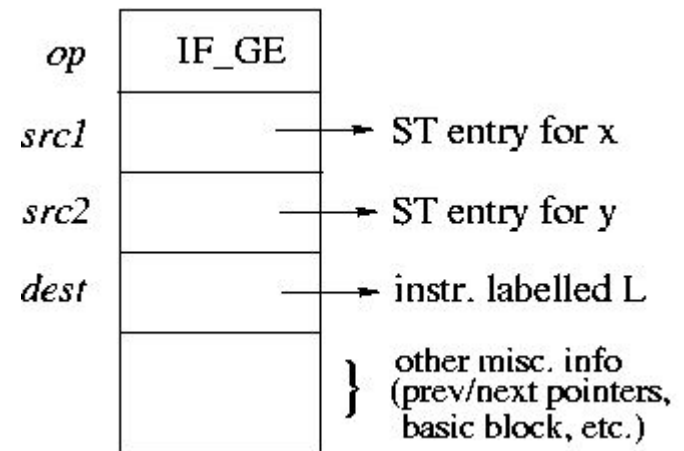 op IF_GE
src1 ST entry for x
src2 ST entry for y
dest instr. labelled L
} other misc. info
(prev/next pointers,
basic block, etc.)